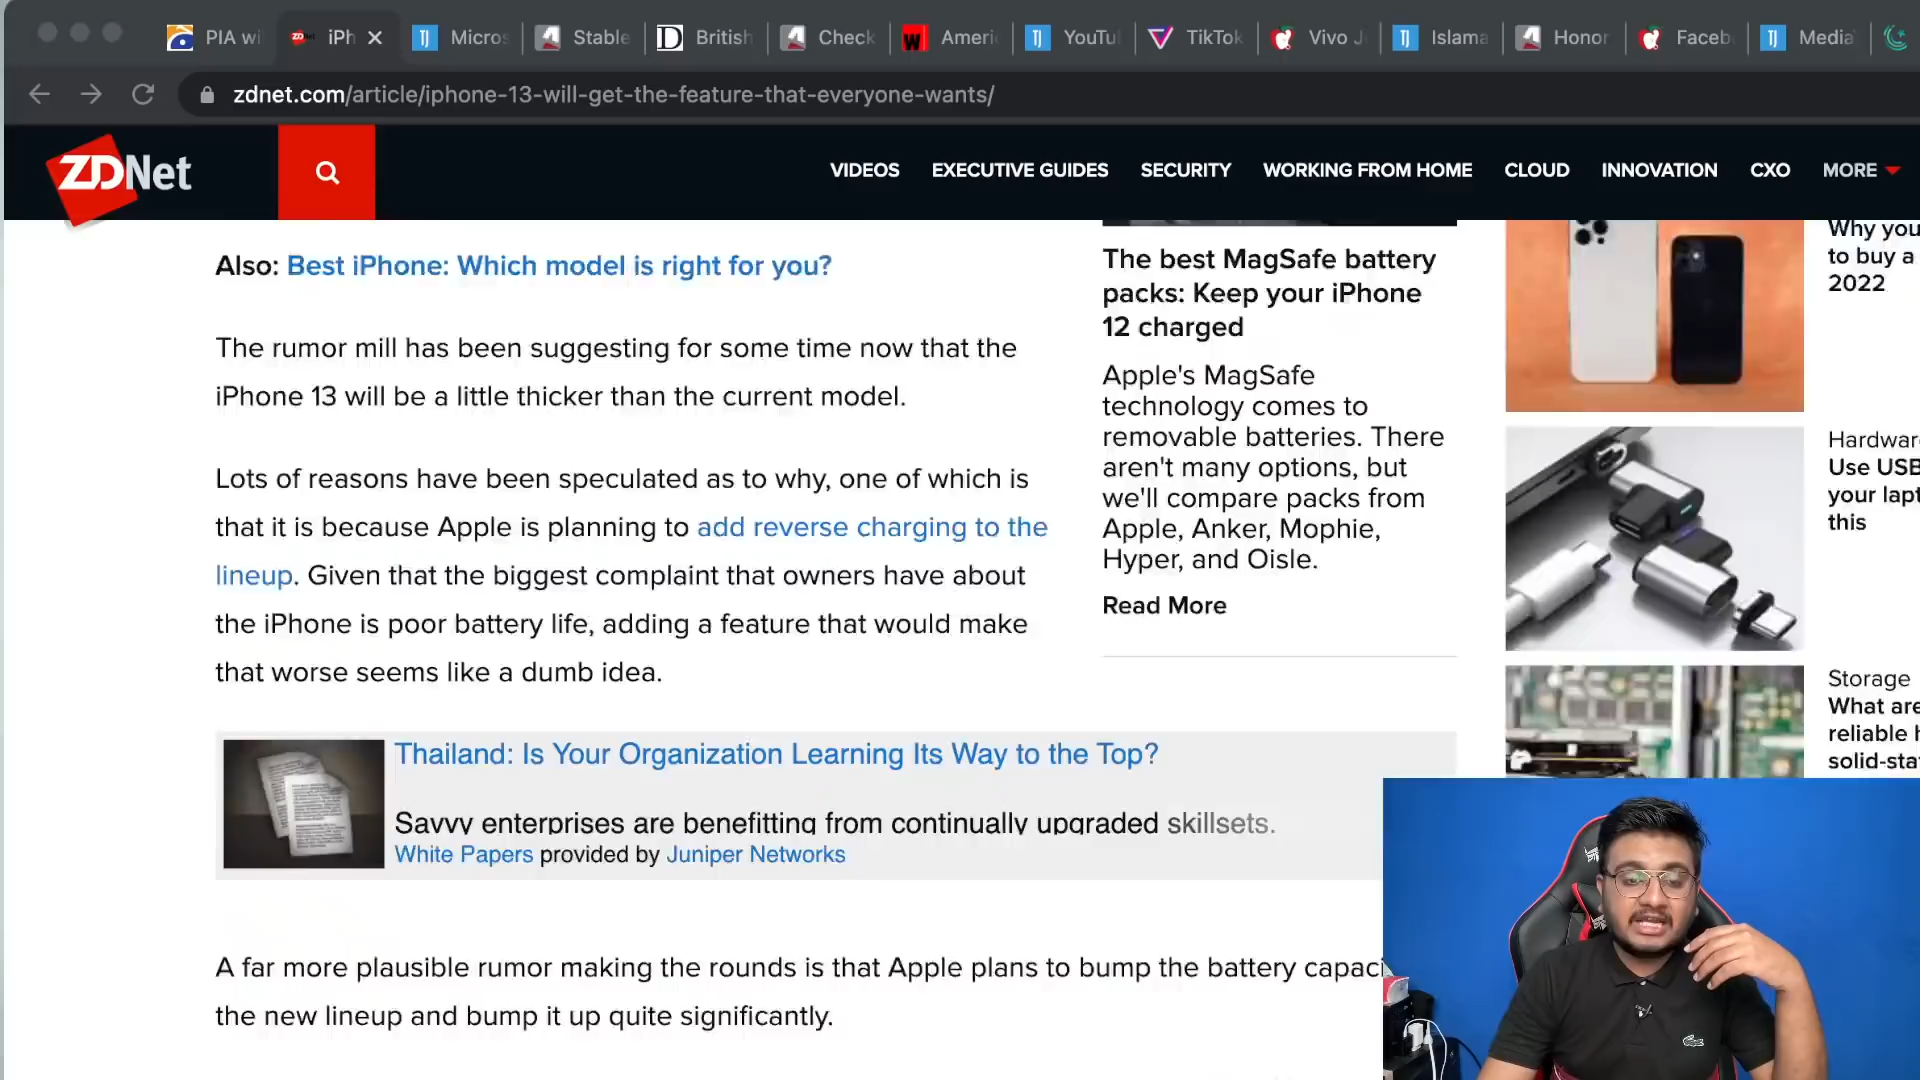 PIA wi
iPh
Micros
Stable
British
Check
Ameri
YouTu
TikTok
Vivo J
Islama
Honor
Faceb
Media
zdnet.com/article/iphone-13-will-get-the-feature-that-everyone-wants/
ZDNet
VIDEOS
EXECUTIVE GUIDES
SECURITY
WORKING FROM HOME
CLOUD
INNOVATION
CXO
MORE
Also: Best iPhone: Which model is right for you?
The rumor mill has been suggesting for some time now that the
iPhone 13 will be a little thicker than the current model.
Lots of reasons have been speculated as to why, one of which is
that it is because Apple is planning to add reverse charging to the
lineup. Given that the biggest complaint that owners have about
the iPhone is poor battery life, adding a feature that would make
that worse seems like a dumb idea.
Thailand: Is Your Organization Learning Its Way to the Top?
Savvy enterprises are benefitting from continually upgraded skillsets.
White Papers provided by Juniper Networks
A far more plausible rumor making the rounds is that Apple plans to bump the battery capaci
the new lineup and bump it up quite significantly.
The best MagSafe battery
packs: Keep your iPhone
12 charged
Apple's MagSafe
technology comes to
removable batteries. There
aren't many options, but
we'll compare packs from
Apple, Anker, Mophie,
Hyper, and Oisle.
Read More
Why you
to buy a
2022
Hardware
Use USB
your lapt
this
Storage
What are
reliable h
solid-stat